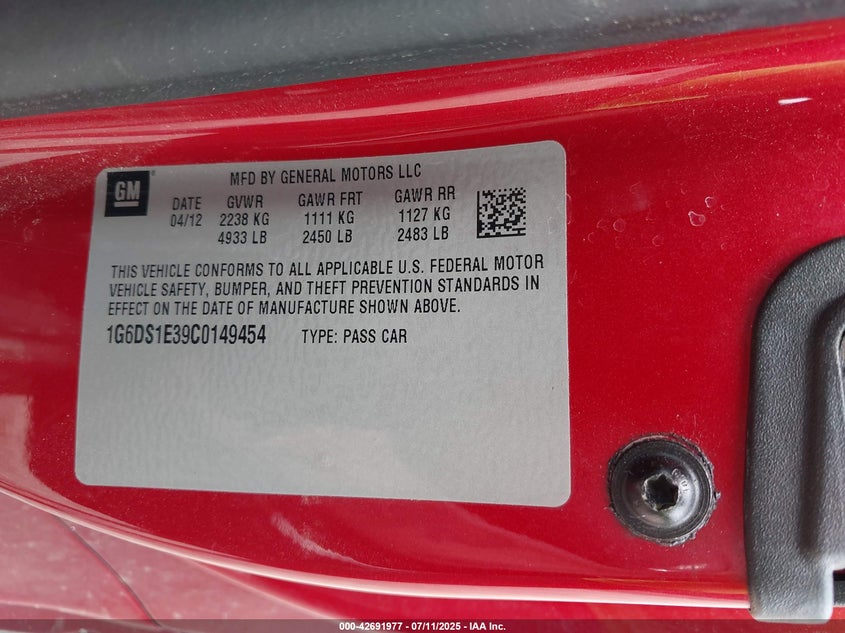 GM
MFD BY GENERAL MOTORS LLC
DATE GVWR GAWR FRT GAWR RR
04/12 2238 KG 1111 KG 1127 KG
4933 LB 2450 LB 2483 LB
THIS VEHICLE CONFORMS TO ALL APPLICABLE U.S. FEDERAL MOTOR
VEHICLE SAFETY, BUMPER, AND THEFT PREVENTION STANDARDS IN
EFFECT ON THE DATE OF MANUFACTURE SHOWN ABOVE.
1G6DS1E39C0149454 TYPE: PASS CAR
000-42691977 - 07/11/2025 - IAA Inc.